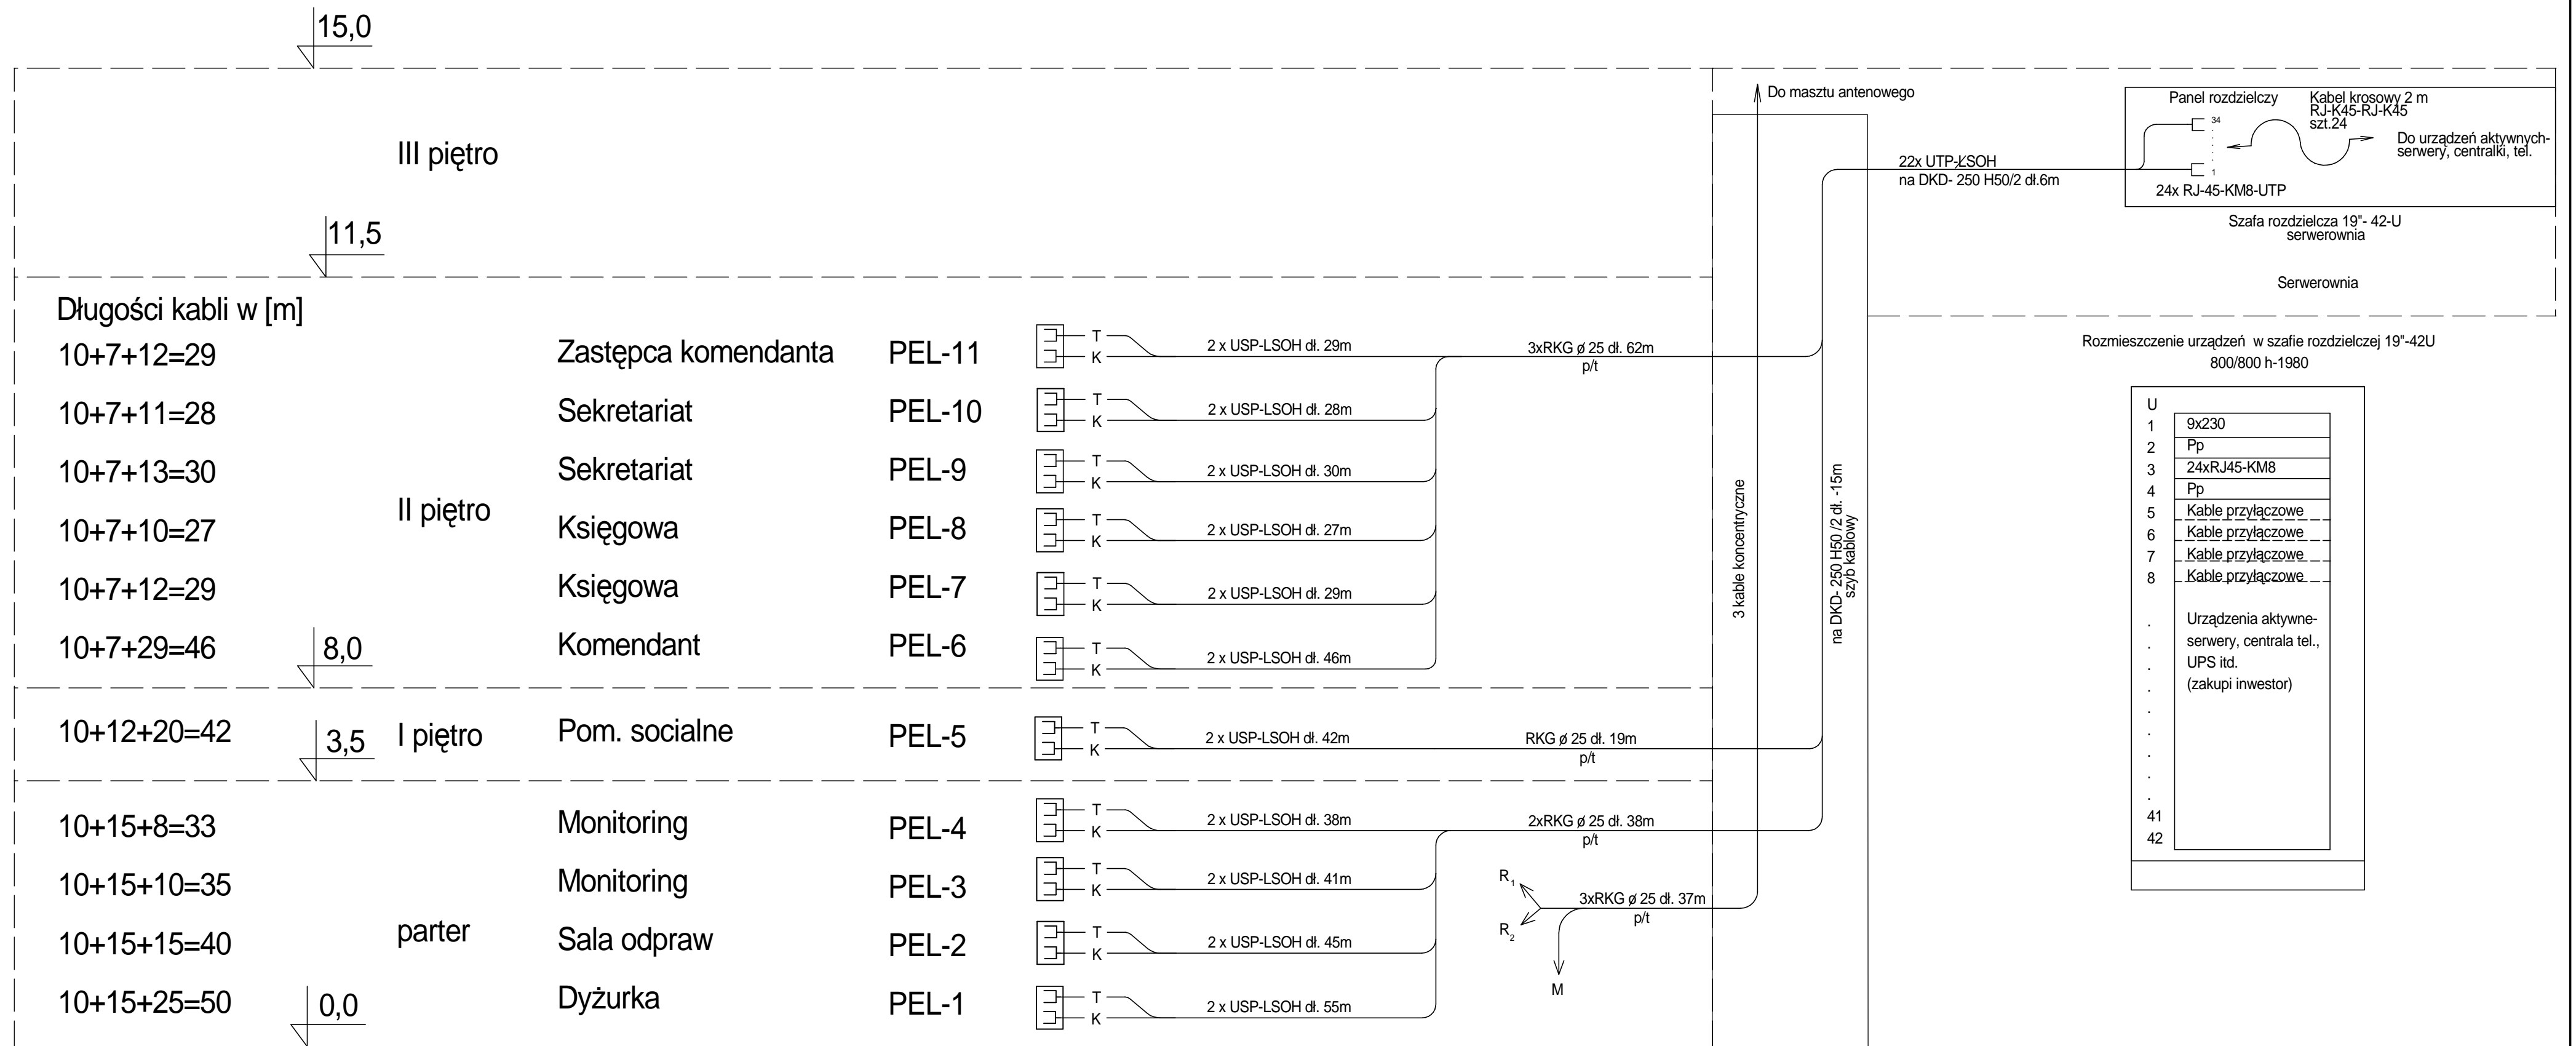 15,0
III piętro
11,5
Do masztu antenowego
22x UTP-ŁSOH
na DKD- 250 H50/2 dł.6m
Panel rozdzielczy
Kabel krosowy 2 m
RJ-K45-RJ-K45
szt.24
34
1
Do urządzeń aktywnych-
serwery, centralki, tel.
24x RJ-45-KM8-UTP
Szafa rozdzielcza 19"- 42-U
serwerownia
Serwerownia
Długości kabli w [m]
10+7+12=29 Zastępca komendanta PEL-11 T K 2 x USP-LSOH dł. 29m
3xRKG ø 25 dł. 62m
p/t
10+7+11=28 Sekretariat PEL-10 T K 2 x USP-LSOH dł. 28m
10+7+13=30 Sekretariat PEL-9 T K 2 x USP-LSOH dł. 30m
II piętro
10+7+10=27 Księgowa PEL-8 T K 2 x USP-LSOH dł. 27m
10+7+12=29 Księgowa PEL-7 T K 2 x USP-LSOH dł. 29m
10+7+29=46 8,0 Komendant PEL-6 T K 2 x USP-LSOH dł. 46m
10+12+20=42 3,5 I piętro Pom. socialne PEL-5 T K 2 x USP-LSOH dł. 42m
RKG ø 25 dł. 19m
p/t
10+15+8=33 Monitoring PEL-4 T K 2 x USP-LSOH dł. 38m
2xRKG ø 25 dł. 38m
p/t
10+15+10=35 Monitoring PEL-3 T K 2 x USP-LSOH dł. 41m
parter
10+15+15=40 Sala odpraw PEL-2 T K 2 x USP-LSOH dł. 45m
10+15+25=50 0,0 Dyżurka PEL-1 T K 2 x USP-LSOH dł. 55m
R1
R2
M
3xRKG ø 25 dł. 37m
p/t
3 kable koncentryczne
na DKD- 250 H50 /2 dł. -15m
szyb kablowy
Rozmieszczenie urządzeń w szafie rozdzielczej 19"-42U
800/800 h-1980
U
1 9x230
2 Pp
3 24xRJ45-KM8
4 Pp
5 Kable przyłączowe
6 Kable przyłączowe
7 Kable przyłączowe
8 Kable przyłączowe
. Urządzenia aktywne-
. serwery, centrala tel.,
. UPS itd.
. (zakupi inwestor)
.
.
.
.
.
41
42